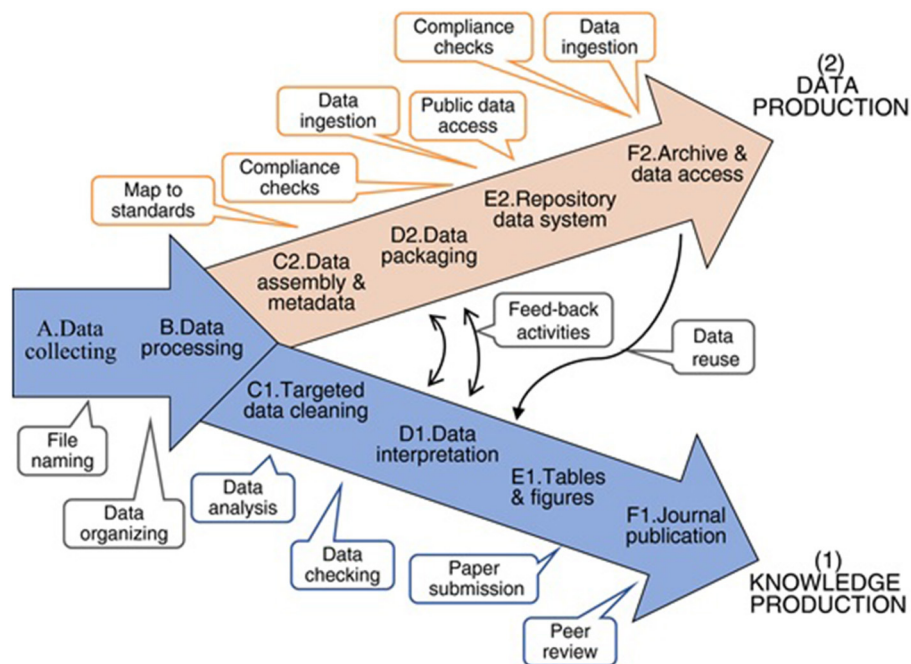 Compliance
checks
Data
ingestion
(2)
DATA
PRODUCTION
Data
ingestion
Public data
access
F2.Archive &
data access
Compliance
checks
E2.Repository
data system
Map to
standards
D2.Data
packaging
C2.Data
assembly &
metadata
A.Data
collecting
B.Data
processing
Feed-back
activities
Data
reuse
C1.Targeted
data cleaning
D1.Data
interpretation
File
naming
E1.Tables
& figures
Data
analysis
Data
organizing
F1.Journal
publication
Data
checking
Paper
submission
(1)
KNOWLEDGE
PRODUCTION
Peer
review